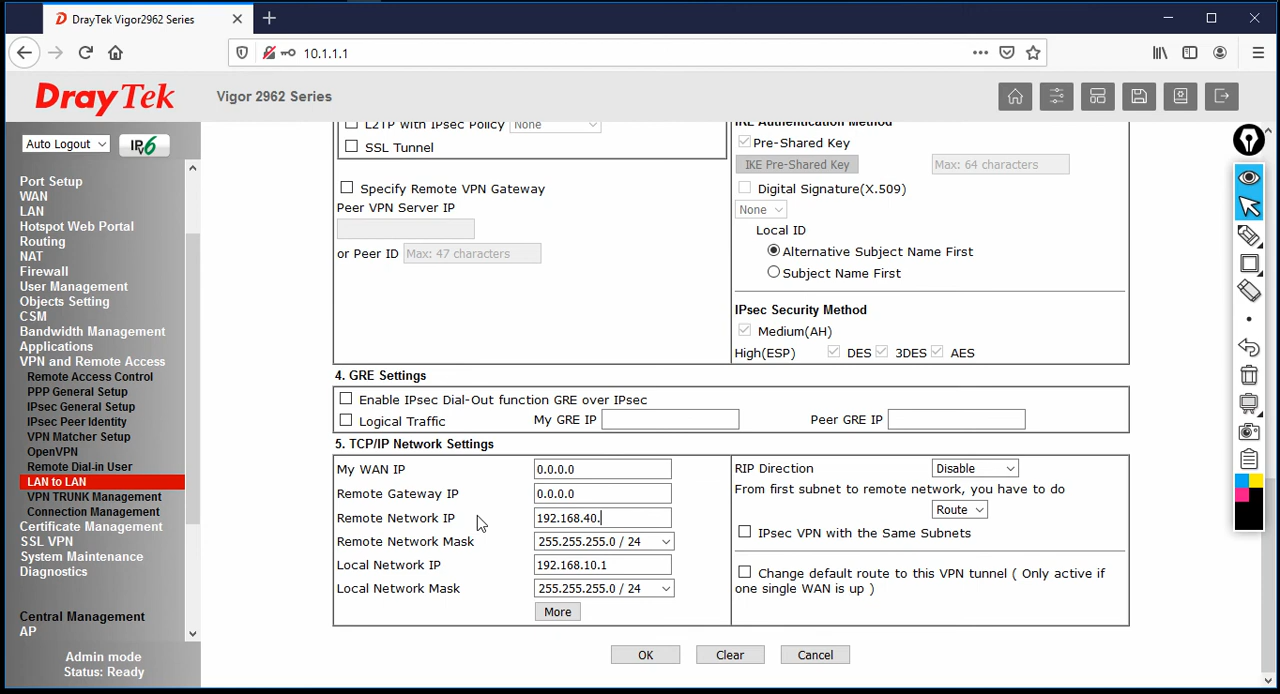 DrayTek Vigor2962 Series
10.1.1.1
DrayTek
Vigor 2962 Series
Auto Logout
IPv6
Port Setup
WAN
LAN
Hotspot Web Portal
Routing
NAT
Firewall
User Management
Objects Setting
CSM
Bandwidth Management
Applications
VPN and Remote Access
Remote Access Control
PPP General Setup
IPsec General Setup
IPsec Peer Identity
VPN Matcher Setup
OpenVPN
Remote Dial-in User
LAN to LAN
VPN TRUNK Management
Connection Management
Certificate Management
SSL VPN
System Maintenance
Diagnostics
Central Management
AP
Admin mode
Status: Ready
L2TP with IPsec Policy None
SSL Tunnel
Specify Remote VPN Gateway
Peer VPN Server IP
or Peer ID Max: 47 characters
IKE Authentication Method
Pre-Shared Key
IKE Pre-Shared Key Max: 64 characters
Digital Signature(X.509)
None
Local ID
Alternative Subject Name First
Subject Name First
IPsec Security Method
Medium(AH)
High(ESP) DES 3DES AES
4. GRE Settings
Enable IPsec Dial-Out function GRE over IPsec
Logical Traffic My GRE IP Peer GRE IP
5. TCP/IP Network Settings
My WAN IP 0.0.0.0
Remote Gateway IP 0.0.0.0
Remote Network IP 192.168.40.
Remote Network Mask 255.255.255.0 / 24
Local Network IP 192.168.10.1
Local Network Mask 255.255.255.0 / 24
More
RIP Direction Disable
From first subnet to remote network, you have to do
Route
IPsec VPN with the Same Subnets
Change default route to this VPN tunnel ( Only active if
one single WAN is up )
OK Clear Cancel